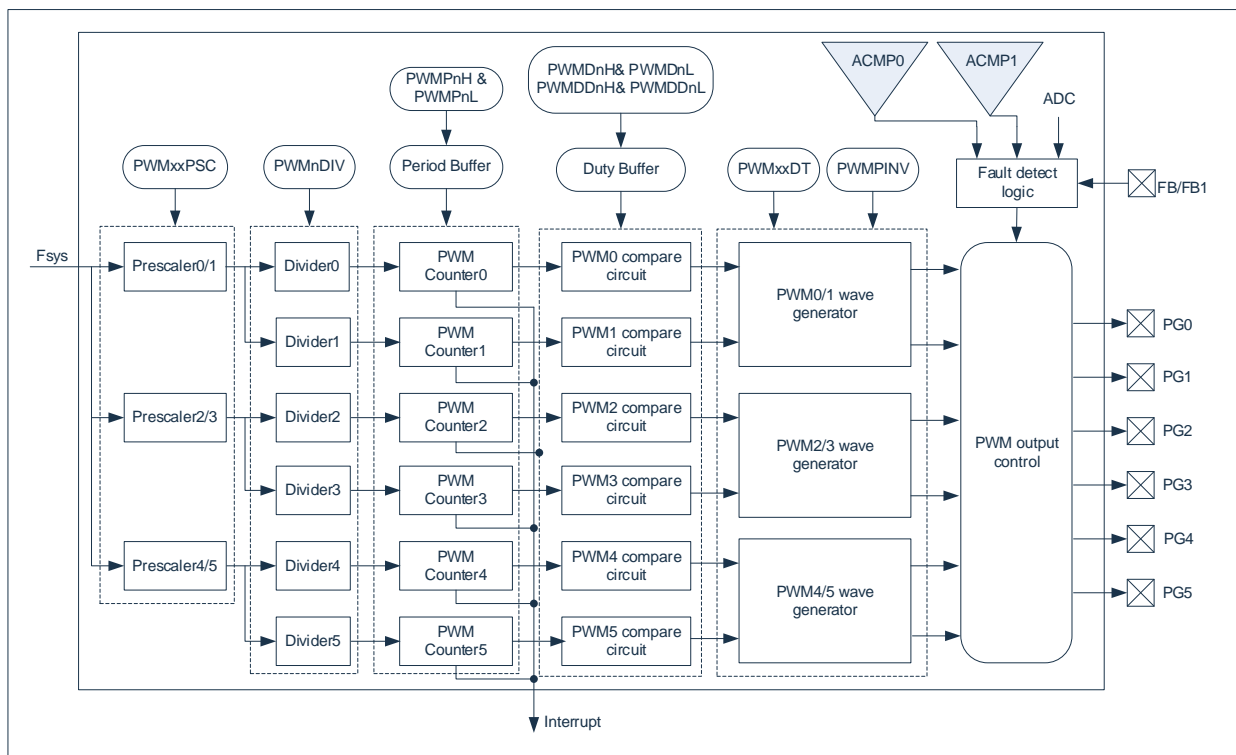 ACMP0
ACMP1
PWMPnH &
PWMPnL
PWMDnH& PWMDnL
PWMDDnH& PWMDDnL
ADC
PWMxxPSC
PWMnDIV
Period Buffer
Duty Buffer
PWMxxDT
PWMPINV
Fault detect
logic
FB/FB1
Fsys
Prescaler0/1
Divider0
PWM
Counter0
PWM0 compare
circuit
PWM0/1 wave
generator
Divider1
PWM
Counter1
PWM1 compare
circuit
PG0
PG1
Prescaler2/3
Divider2
PWM
Counter2
PWM2 compare
circuit
PWM2/3 wave
generator
PWM output
control
PG2
Divider3
PWM
Counter3
PWM3 compare
circuit
PG3
Prescaler4/5
Divider4
PWM
Counter4
PWM4 compare
circuit
PWM4/5 wave
generator
PG4
PG5
Divider5
PWM
Counter5
PWM5 compare
circuit
Interrupt